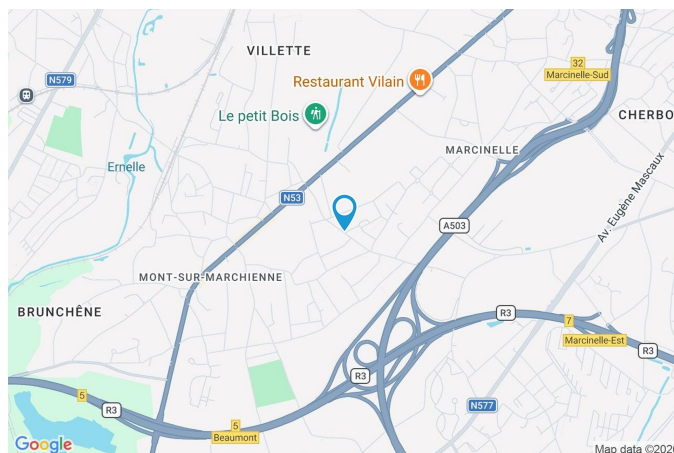 VILLETTE
N579
Restaurant Vilain
32
Marcinelle-Sud
Le petit Bois
CHERBO
MARCINELLE
Ernelle
N53
A503
Av. Eugène Mascaux
MONT-SUR-MARCHIENNE
BRUNCHÊNE
R3
7
Marcinelle-Est
R3
R3
5
R3
5
Beaumont
N577
Google
Map data ©2026